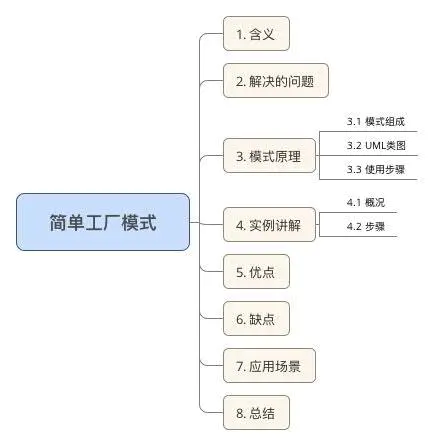 简单工厂模式
1. 含义
2. 解决的问题
3. 模式原理
3.1 模式组成
3.2 UML类图
3.3 使用步骤
4. 实例讲解
4.1 概况
4.2 步骤
5. 优点
6. 缺点
7. 应用场景
8. 总结